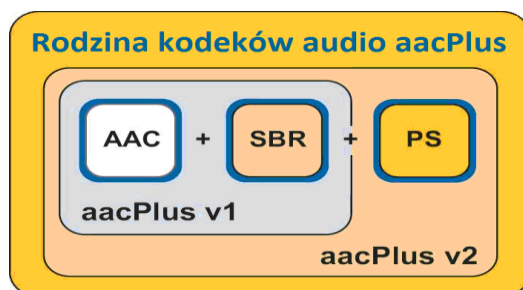 Rodzina kodeków audio aacPlus
AAC + SBR + PS
aacPlus v1
aacPlus v2